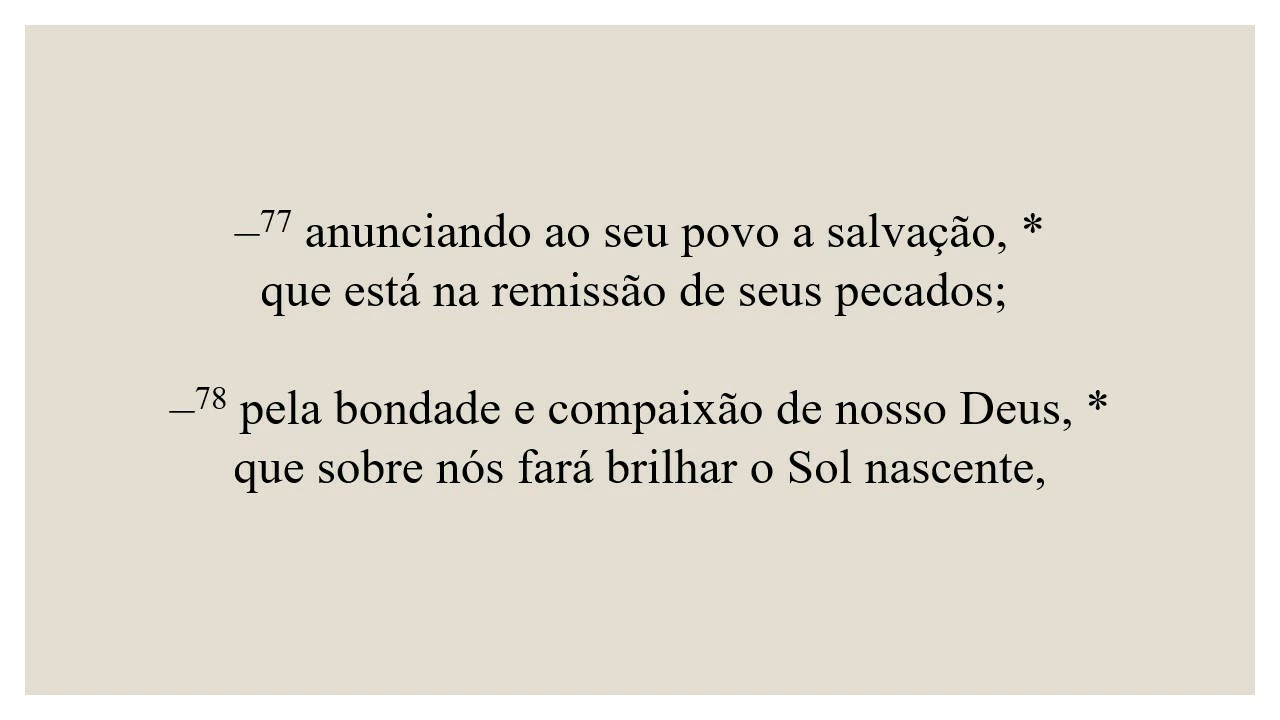 –77 anunciando ao seu povo a salvação, *
que está na remissão de seus pecados;
–78 pela bondade e compaixão de nosso Deus, *
que sobre nós fará brilhar o Sol nascente,